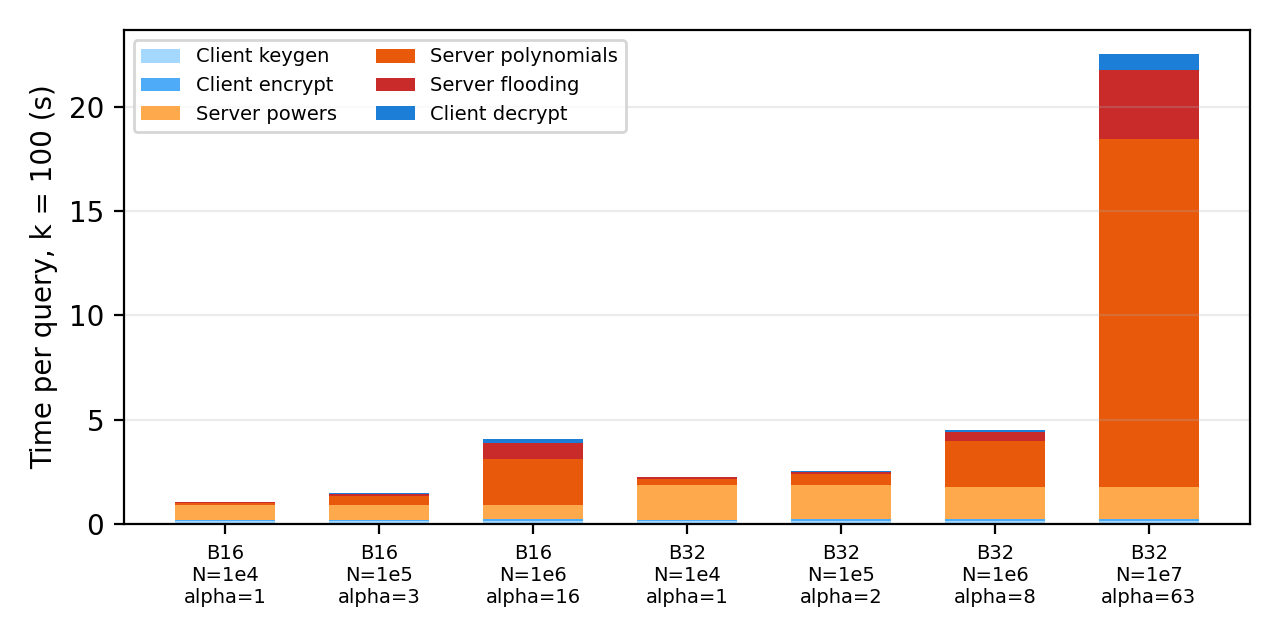 Client keygen
Client encrypt
Server powers
Server polynomials
Server flooding
Client decrypt
Time per query, k = 100 (s)
20
15
10
5
0
B16
N=1e4
alpha=1
B16
N=1e5
alpha=3
B16
N=1e6
alpha=16
B32
N=1e4
alpha=1
B32
N=1e5
alpha=2
B32
N=1e6
alpha=8
B32
N=1e7
alpha=63